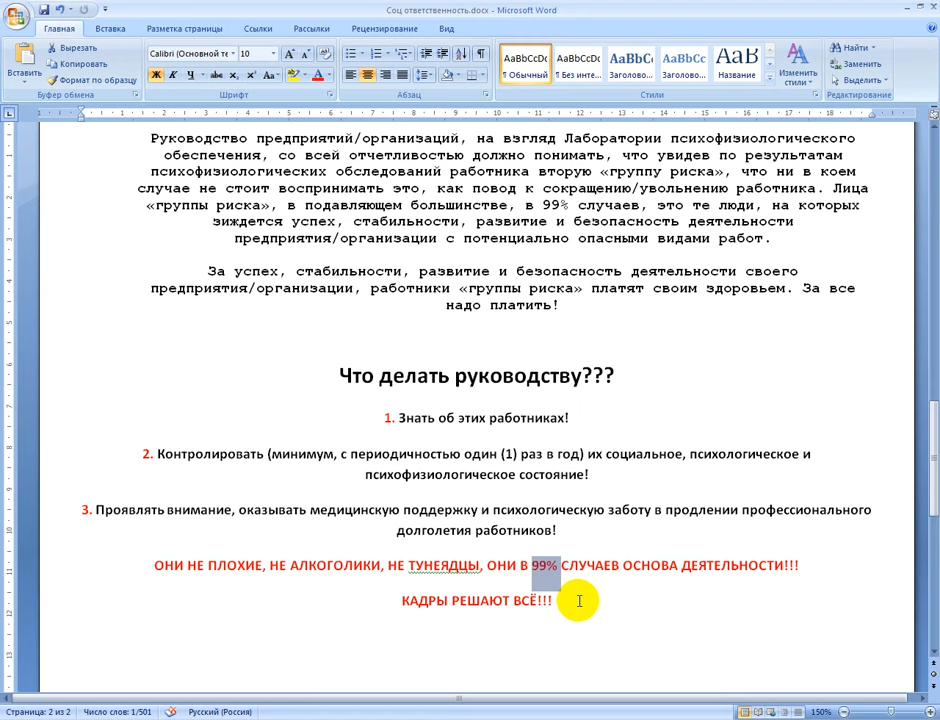 Соц ответственность.docx - Microsoft Word
Главная Вставка Разметка страницы Ссылки Рассылки Рецензирование Вид
Вставить
Вырезать
Копировать
Формат по образцу
Буфер обмена
Calibri (Основной те 10
Шрифт
Абзац
AaBbCcDc AaBbCcDc AaBbC AaBbCc AaB
¶ Обычный ¶ Без инте... Заголово... Заголово... Название
Изменить стили
Стили
Найти
Заменить
Выделить
Редактирование
Руководство предприятий/организаций, на взгляд Лаборатории психофизиологического
обеспечения, со всей отчетливостью должно понимать, что увидев по результатам
психофизиологических обследований работника вторую «группу риска», что ни в коем
случае не стоит воспринимать это, как повод к сокращению/увольнению работника. Лица
«группы риска», в подавляющем большинстве, в 99% случаев, это те люди, на которых
зиждется успех, стабильности, развитие и безопасность деятельности
предприятия/организации с потенциально опасными видами работ.
За успех, стабильности, развитие и безопасность деятельности своего
предприятия/организации, работники «группы риска» платят своим здоровьем. За все
надо платить!
Что делать руководству???
1. Знать об этих работниках!
2. Контролировать (минимум, с периодичностью один (1) раз в год) их социальное, психологическое и
психофизиологическое состояние!
3. Проявлять внимание, оказывать медицинскую поддержку и психологическую заботу в продлении профессионального
долголетия работников!
ОНИ НЕ ПЛОХИЕ, НЕ АЛКОГОЛИКИ, НЕ ТУНЕЯДЦЫ, ОНИ В 99% СЛУЧАЕВ ОСНОВА ДЕЯТЕЛЬНОСТИ!!!
КАДРЫ РЕШАЮТ ВСЁ!!!
Страница: 2 из 2 Число слов: 1/501 Русский (Россия) 150%